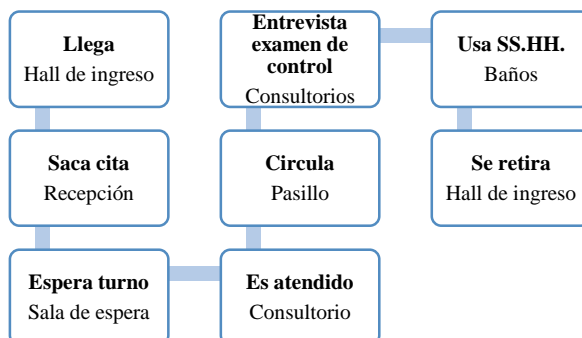 Llega
Hall de ingreso
Saca cita
Recepción
Espera turno
Sala de espera
Es atendido
Consultorio
Circula
Pasillo
Entrevista
examen de
control
Consultorios
Usa SS.HH.
Baños
Se retira
Hall de ingreso